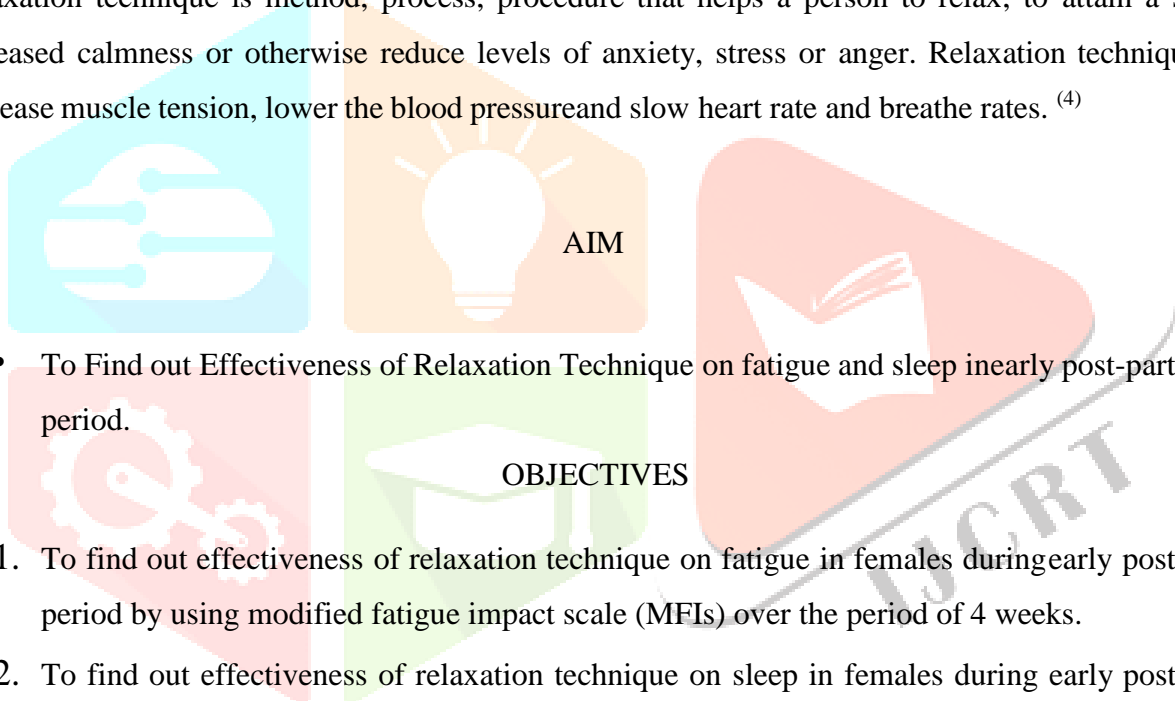 axation technique is method, process, procedure that helps a person to relax; to attain a s
eased calmness or otherwise reduce levels of anxiety, stress or anger. Relaxation techniqu
ease muscle tension, lower the blood pressureand slow heart rate and breathe rates. (4)
AIM
• To Find out Effectiveness of Relaxation Technique on fatigue and sleep inearly post-part
period.
OBJECTIVES
1. To find out effectiveness of relaxation technique on fatigue in females duringearly post
period by using modified fatigue impact scale (MFIs) over the period of 4 weeks.
2. To find out effectiveness of relaxation technique on sleep in females during early post
IJCRT